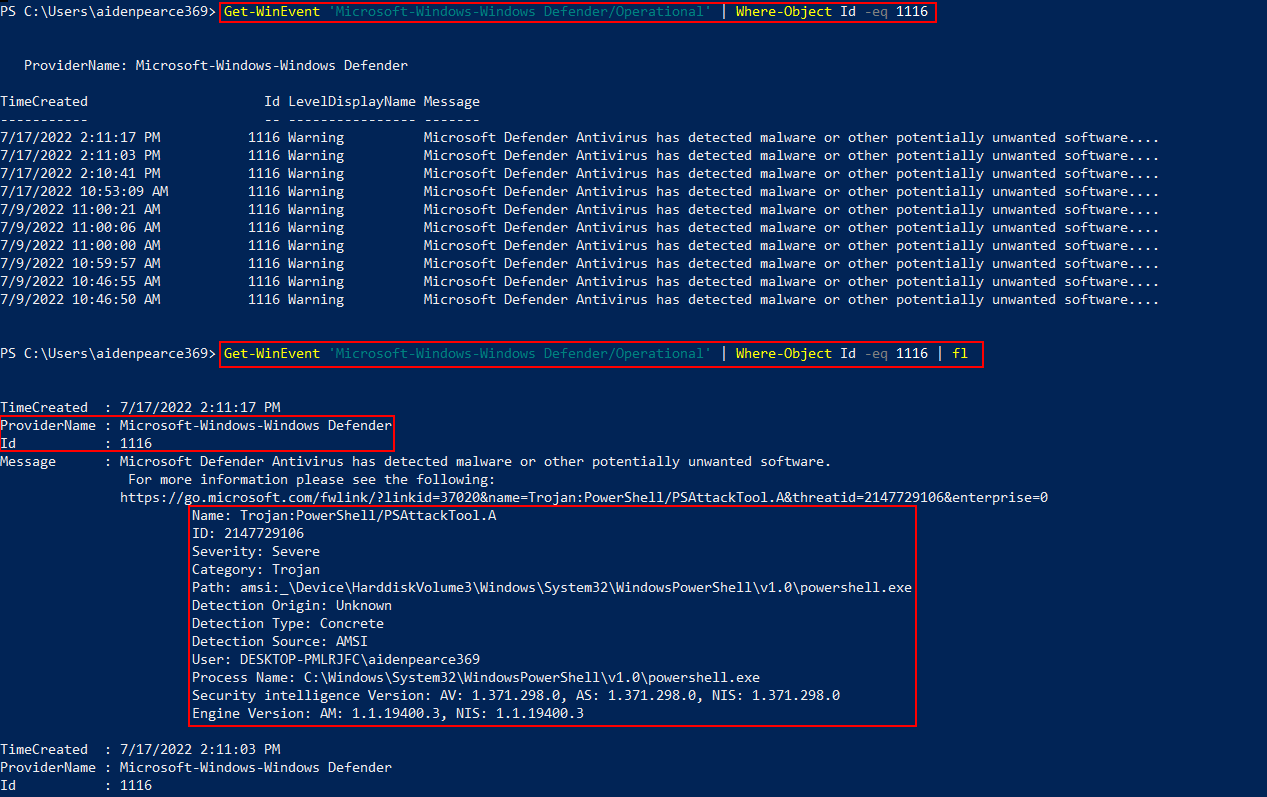 PS C:\Users\aidenpearce369> Get-WinEvent 'Microsoft-Windows-Windows Defender/Operational' | Where-Object Id -eq 1116
ProviderName: Microsoft-Windows-Windows Defender
TimeCreated Id LevelDisplayName Message
----------- -- ---------------- -------
7/17/2022 2:11:17 PM 1116 Warning Microsoft Defender Antivirus has detected malware or other potentially unwanted software....
7/17/2022 2:11:03 PM 1116 Warning Microsoft Defender Antivirus has detected malware or other potentially unwanted software....
7/17/2022 2:10:41 PM 1116 Warning Microsoft Defender Antivirus has detected malware or other potentially unwanted software....
7/17/2022 10:53:09 AM 1116 Warning Microsoft Defender Antivirus has detected malware or other potentially unwanted software....
7/9/2022 11:00:21 AM 1116 Warning Microsoft Defender Antivirus has detected malware or other potentially unwanted software....
7/9/2022 11:00:06 AM 1116 Warning Microsoft Defender Antivirus has detected malware or other potentially unwanted software....
7/9/2022 11:00:00 AM 1116 Warning Microsoft Defender Antivirus has detected malware or other potentially unwanted software....
7/9/2022 10:59:57 AM 1116 Warning Microsoft Defender Antivirus has detected malware or other potentially unwanted software....
7/9/2022 10:46:55 AM 1116 Warning Microsoft Defender Antivirus has detected malware or other potentially unwanted software....
7/9/2022 10:46:50 AM 1116 Warning Microsoft Defender Antivirus has detected malware or other potentially unwanted software....
PS C:\Users\aidenpearce369> Get-WinEvent 'Microsoft-Windows-Windows Defender/Operational' | Where-Object Id -eq 1116 | fl
TimeCreated : 7/17/2022 2:11:17 PM
ProviderName : Microsoft-Windows-Windows Defender
Id : 1116
Message : Microsoft Defender Antivirus has detected malware or other potentially unwanted software.
For more information please see the following:
https://go.microsoft.com/fwlink/?linkid=37020&name=Trojan:PowerShell/PSAttackTool.A&threatid=2147729106&enterprise=0
Name: Trojan:PowerShell/PSAttackTool.A
ID: 2147729106
Severity: Severe
Category: Trojan
Path: amsi:_\Device\HarddiskVolume3\Windows\System32\WindowsPowerShell\v1.0\powershell.exe
Detection Origin: Unknown
Detection Type: Concrete
Detection Source: AMSI
User: DESKTOP-PMLRJFC\aidenpearce369
Process Name: C:\Windows\System32\WindowsPowerShell\v1.0\powershell.exe
Security intelligence Version: AV: 1.371.298.0, AS: 1.371.298.0, NIS: 1.371.298.0
Engine Version: AM: 1.1.19400.3, NIS: 1.1.19400.3
TimeCreated : 7/17/2022 2:11:03 PM
ProviderName : Microsoft-Windows-Windows Defender
Id : 1116